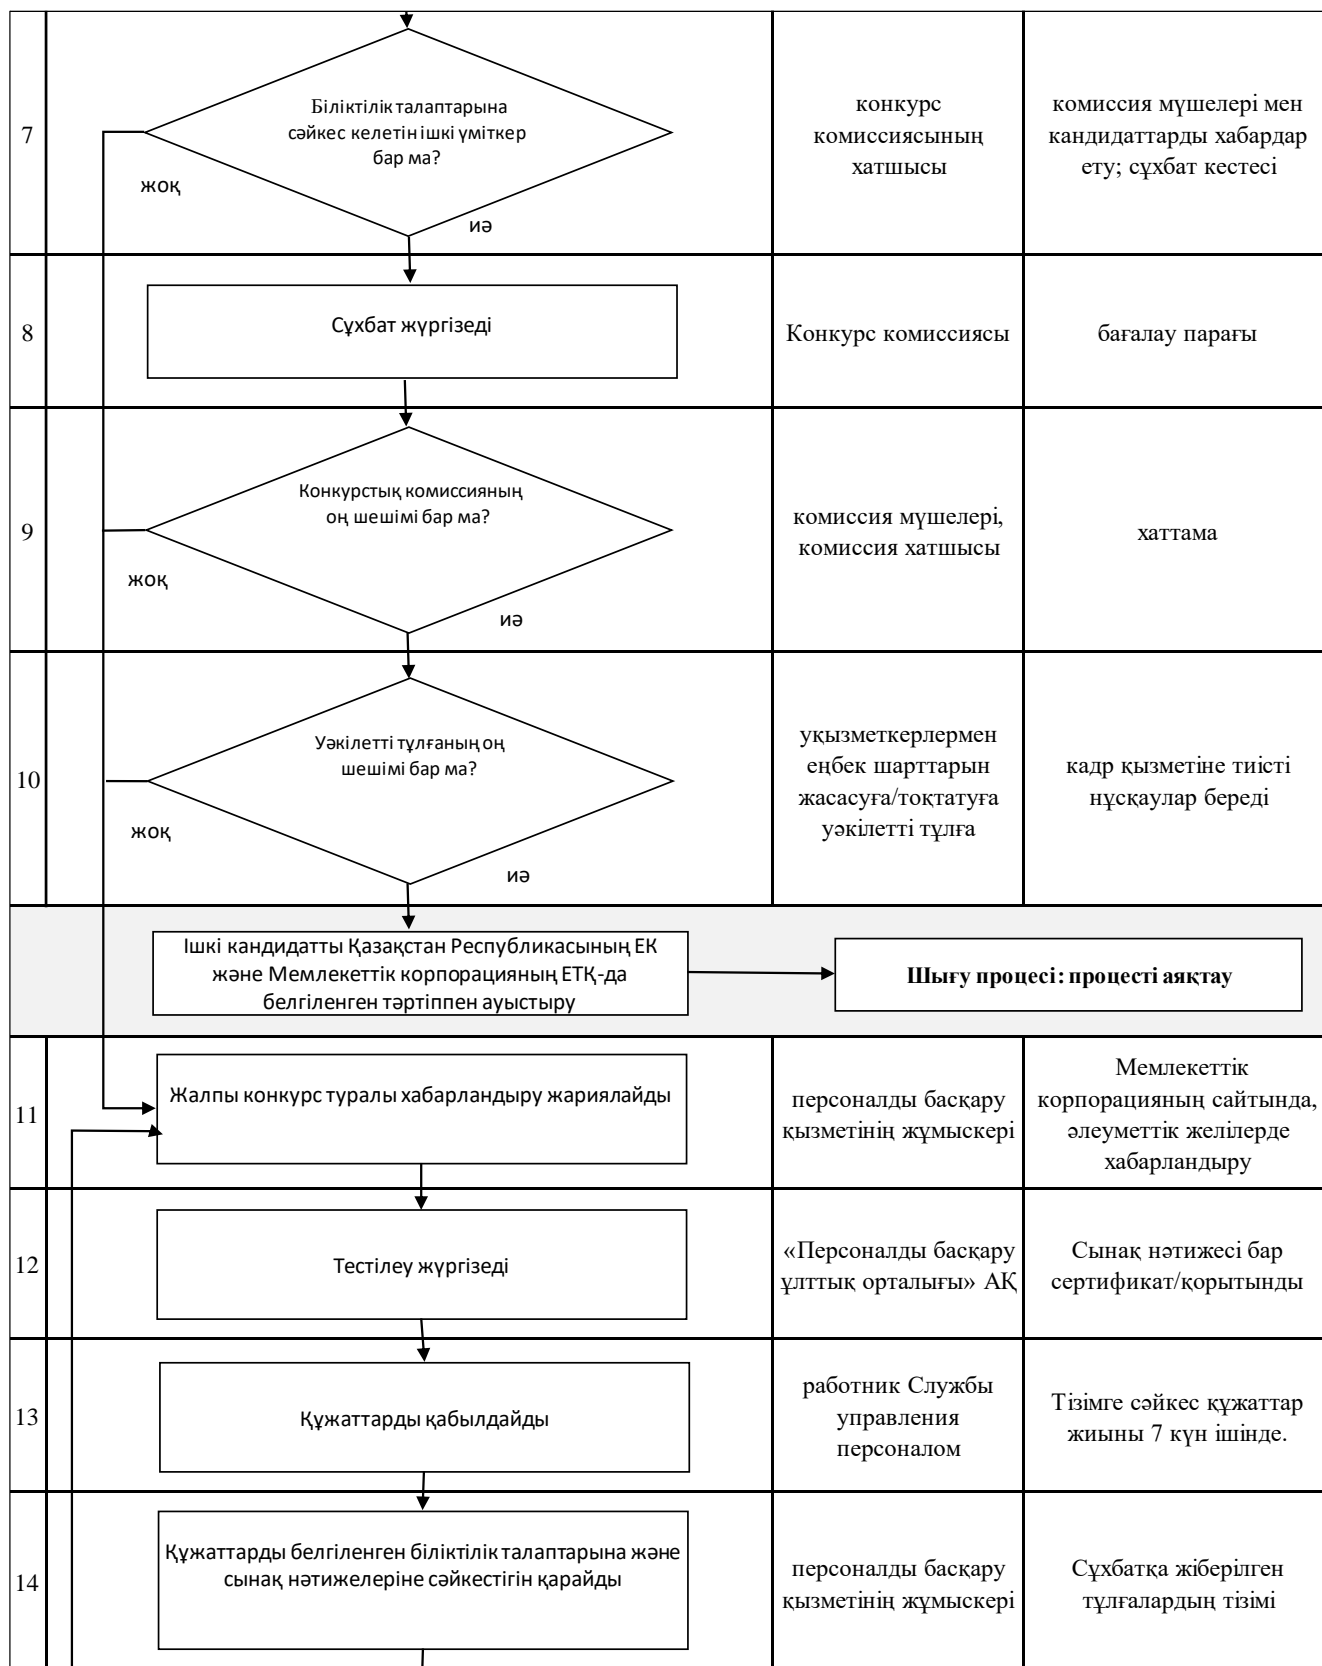 7
Біліктілік талаптарына
сәйкес келетін ішкі үміткер
бар ма?
жоқ
иә
конкурс
комиссиясының
хатшысы
комиссия мүшелері мен
кандидаттарды хабардар
ету; сұхбат кестесі
8
Сұхбат жүргізеді
Конкурс комиссиясы
бағалау парағы
9
Конкурстық комиссияның
оң шешімі бар ма?
жоқ
иә
комиссия мүшелері,
комиссия хатшысы
хаттама
10
Уәкілетті тұлғаның оң
шешімі бар ма?
жоқ
иә
уқызметкерлермен
еңбек шарттарын
жасасуға/тоқтатуға
уәкілетті тұлға
кадр қызметіне тиісті
нұсқаулар береді
Ішкі кандидатты Қазақстан Республикасының ЕК
және Мемлекеттік корпорацияның ЕТҚ-да
белгіленген тәртіппен ауыстыру
Шығу процесі: процесті аяқтау
11
Жалпы конкурс туралы хабарландыру жариялайды
персоналды басқару
қызметінің жұмыскері
Мемлекеттік
корпорацияның сайтында,
әлеуметтік желілерде
хабарландыру
12
Тестілеу жүргізеді
«Персоналды басқару
ұлттық орталығы» АҚ
Сынақ нәтижесі бар
сертификат/қорытынды
13
Құжаттарды қабылдайды
работник Службы
управления
персоналом
Тізімге сәйкес құжаттар
жиыны 7 күн ішінде.
14
Құжаттарды белгіленген біліктілік талаптарына және
сынақ нәтижелеріне сәйкестігін қарайды
персоналды басқару
қызметінің жұмыскері
Сұхбатқа жіберілген
тұлғалардың тізімі